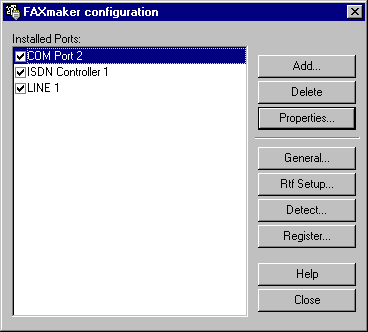 FAXmaker configuration
Installed Ports:
COM Port 2
ISDN Controller 1
LINE 1
Add...
Delete
Properties...
General...
Rtf Setup...
Detect...
Register...
Help
Close